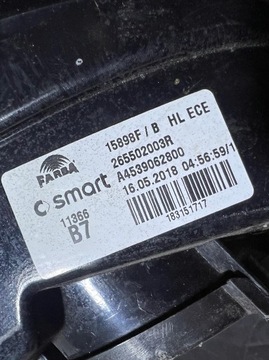 FARBA
15898F / B HL ECE
265502003R
smart
A4539062800
16.05.2018 04:56:59/1
11366
B7
183151717